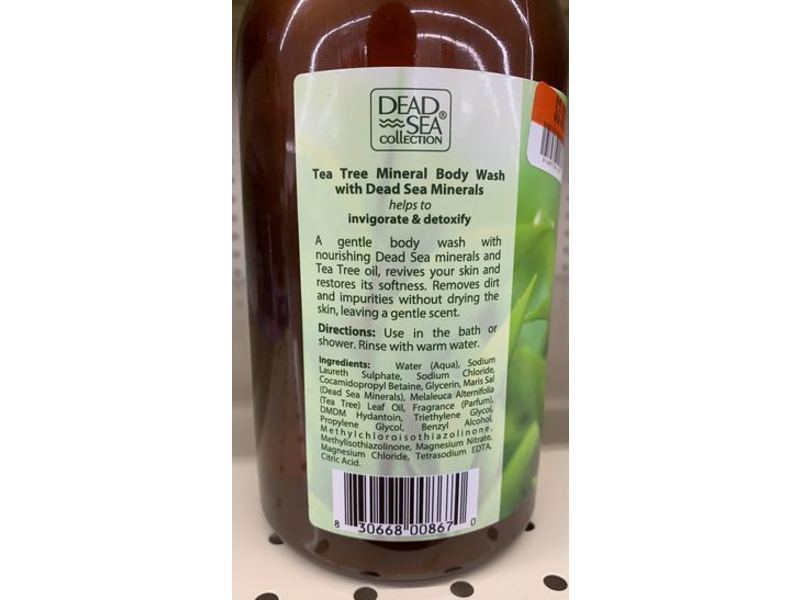 DEAD
SEA®
COLLECTION
Tea Tree Mineral Body Wash
with Dead Sea Minerals
helps to
invigorate & detoxify
A gentle body wash with
nourishing Dead Sea minerals and
Tea Tree oil, revives your skin and
restores its softness. Removes dirt
and impurities without drying the
skin, leaving a gentle scent.
Directions: Use in the bath or
shower. Rinse with warm water.
Ingredients: Water (Aqua), Sodium
Laureth Sulphate, Sodium Chloride,
Cocamidopropyl Betaine, Glycerin, Maris Sal
(Dead Sea Minerals), Melaleuca Alternifolia
(Tea Tree) Leaf Oil, Fragrance (Parfum),
DMDM Hydantoin, Triethylene Glycol,
Propylene Glycol, Benzyl Alcohol,
Methylchloroisothiazolinone,
Methylisothiazolinone, Magnesium Nitrate,
Magnesium Chloride, Tetrasodium EDTA,
Citric Acid.
8 30668 00867 0